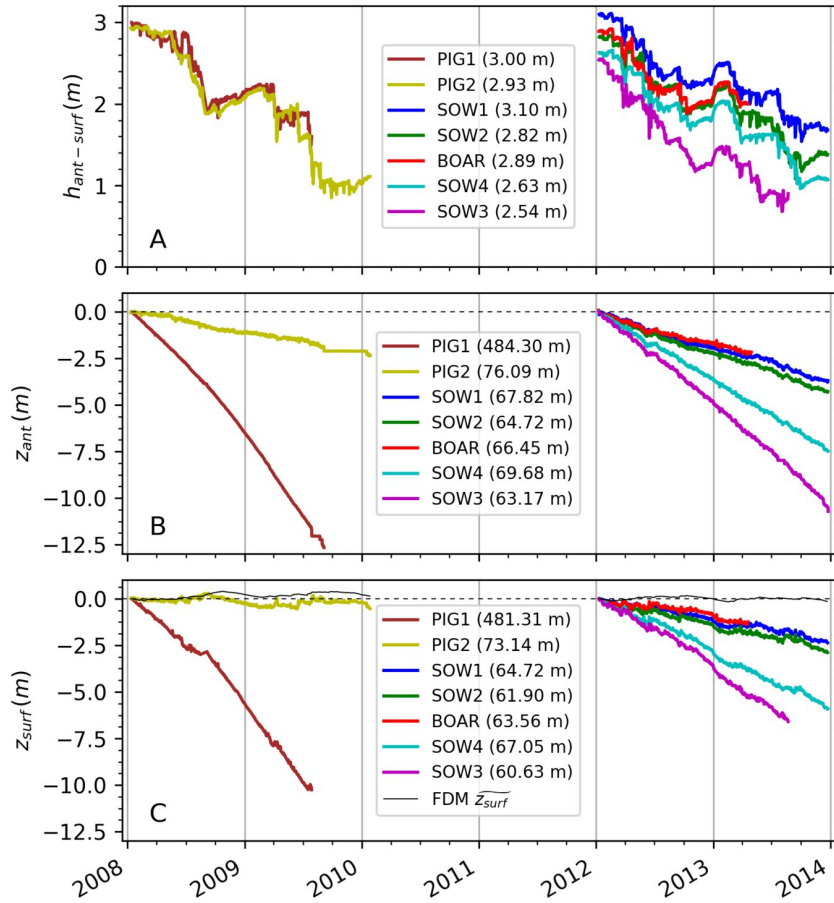 3
2
1
0
h_ant−surf (m)
A
PIG1 (3.00 m)
PIG2 (2.93 m)
SOW1 (3.10 m)
SOW2 (2.82 m)
BOAR (2.89 m)
SOW4 (2.63 m)
SOW3 (2.54 m)
0.0
−2.5
−5.0
−7.5
−10.0
−12.5
z_ant (m)
B
PIG1 (484.30 m)
PIG2 (76.09 m)
SOW1 (67.82 m)
SOW2 (64.72 m)
BOAR (66.45 m)
SOW4 (69.68 m)
SOW3 (63.17 m)
0.0
−2.5
−5.0
−7.5
−10.0
−12.5
z_surf (m)
C
PIG1 (481.31 m)
PIG2 (73.14 m)
SOW1 (64.72 m)
SOW2 (61.90 m)
BOAR (63.56 m)
SOW4 (67.05 m)
SOW3 (60.63 m)
FDM z͠_surf
2008
2009
2010
2011
2012
2013
2014